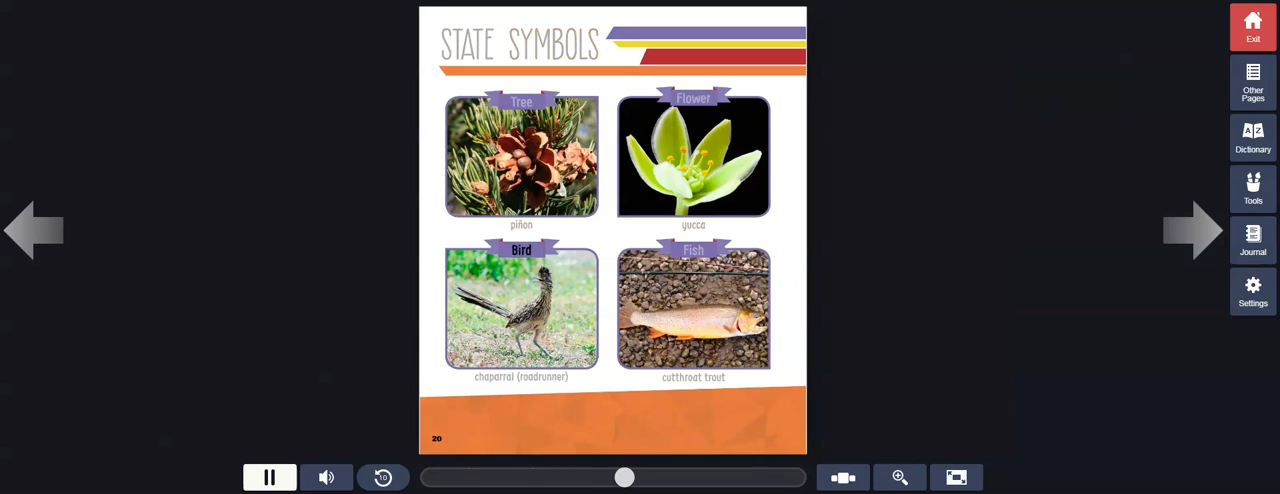 STATE SYMBOLS
Tree
Flower
piñon
yucca
Bird
Fish
chaparral (roadrunner)
cutthroat trout
20
10
Exit
Other
Pages
Dictionary
Tools
Journal
Settings